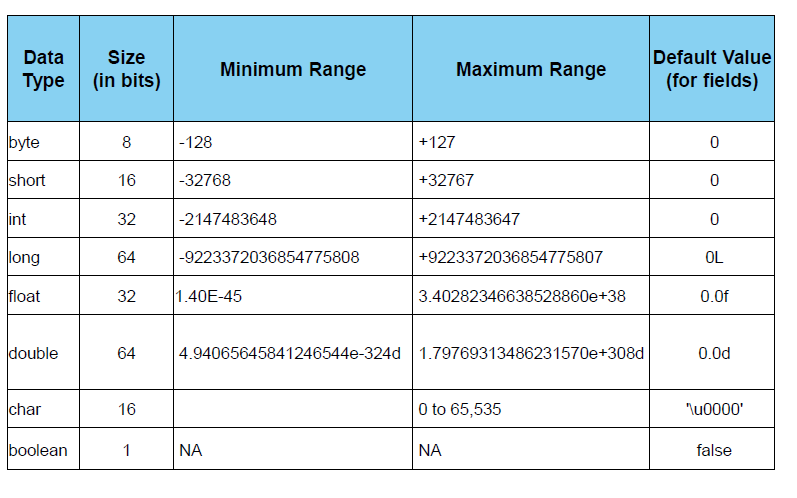 Data Type Size (in bits) Minimum Range Maximum Range Default Value (for fields)
byte 8 -128 +127 0
short 16 -32768 +32767 0
int 32 -2147483648 +2147483647 0
long 64 -9223372036854775808 +9223372036854775807 0L
float 32 1.40E-45 3.40282346638528860e+38 0.0f
double 64 4.94065645841246544e-324d 1.79769313486231570e+308d 0.0d
char 16 0 to 65,535 '\u0000'
boolean 1 NA NA false